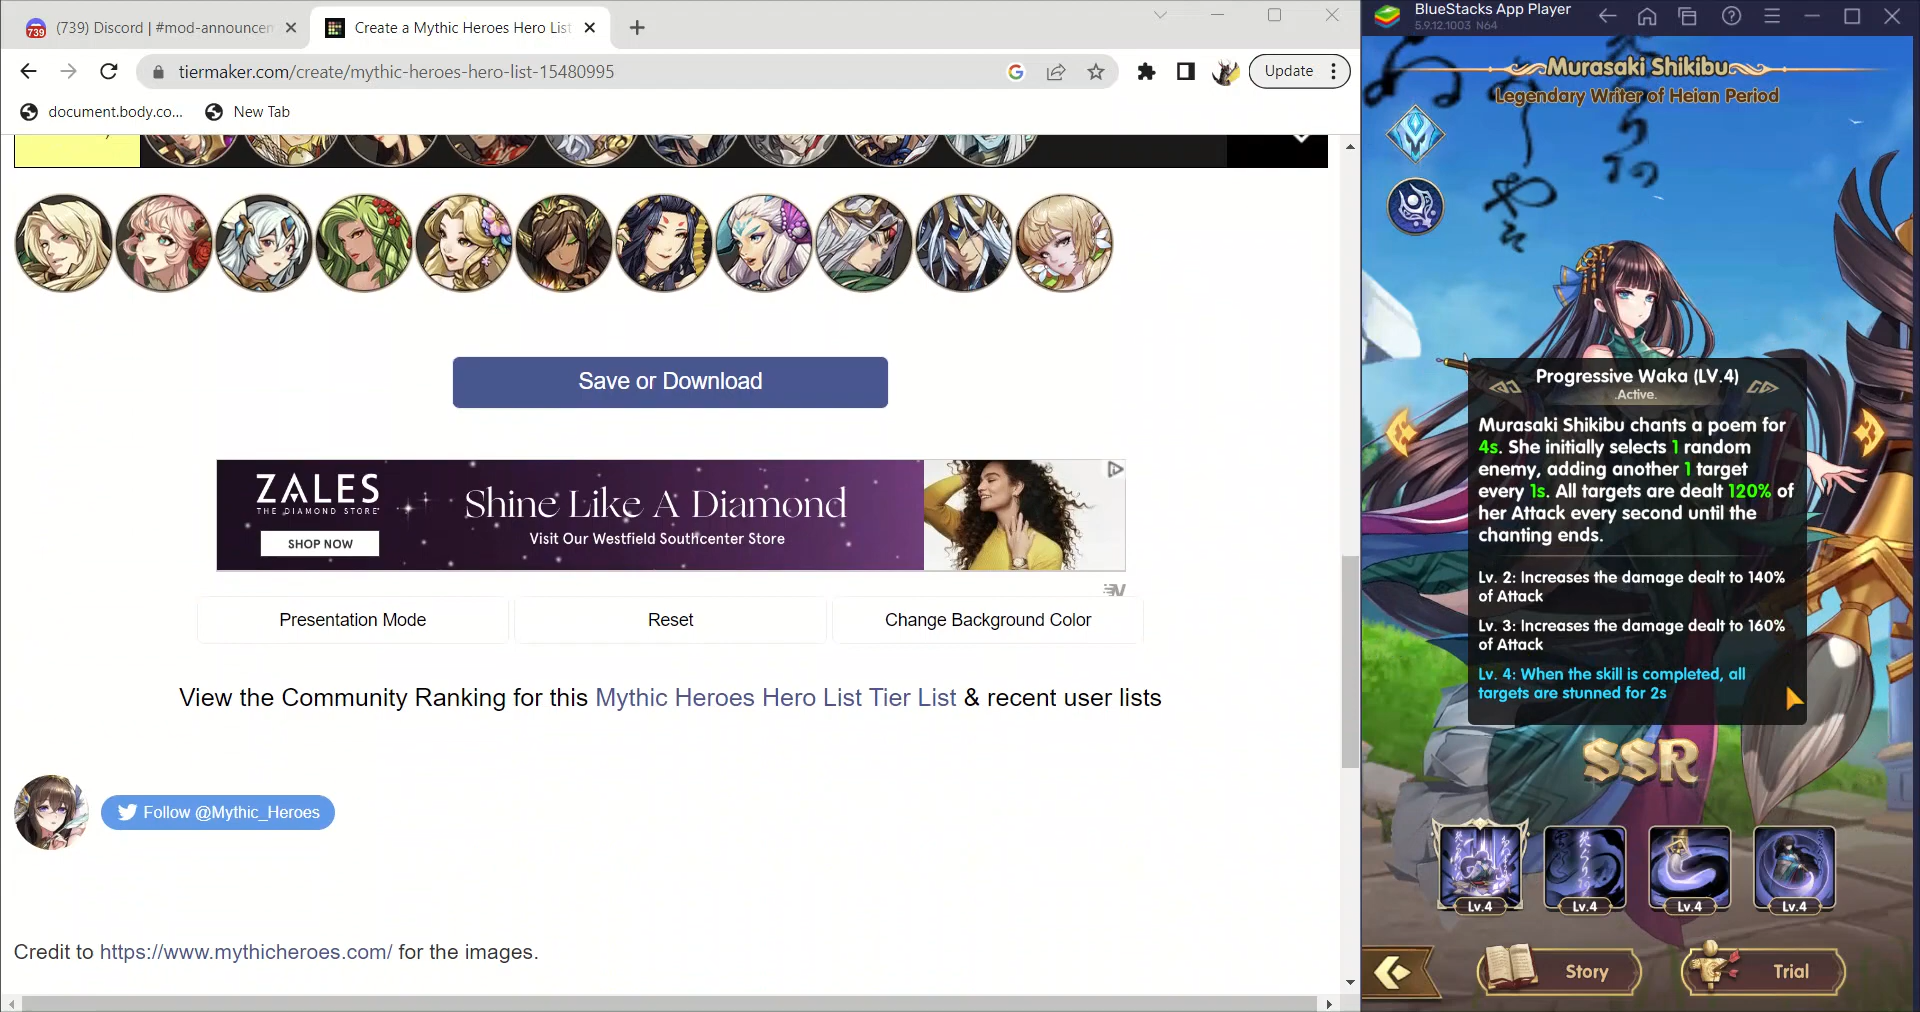 (739) Discord | #mod-announcen
Create a Mythic Heroes Hero List
tiermaker.com/create/mythic-heroes-hero-list-15480995
Update
document.body.co...
New Tab
Save or Download
ZALES
THE DIAMOND STORE
SHOP NOW
Shine Like A Diamond
Visit Our Westfield Southcenter Store
Presentation Mode
Reset
Change Background Color
View the Community Ranking for this Mythic Heroes Hero List Tier List & recent user lists
Follow @Mythic_Heroes
Credit to https://www.mythicheroes.com/ for the images.
BlueStacks App Player
5.9.12.1003 N64
Murasaki Shikibu
Legendary Writer of Heian Period
Progressive Waka (LV.4)
.Active.
Murasaki Shikibu chants a poem for
4s. She initially selects 1 random
enemy, adding another 1 target
every 1s. All targets are dealt 120% of
her Attack every second until the
chanting ends.
Lv. 2: Increases the damage dealt to 140%
of Attack
Lv. 3: Increases the damage dealt to 160%
of Attack
Lv. 4: When the skill is completed, all
targets are stunned for 2s
SSR
Lv.4
Lv.4
Lv.4
Lv.4
Story
Trial